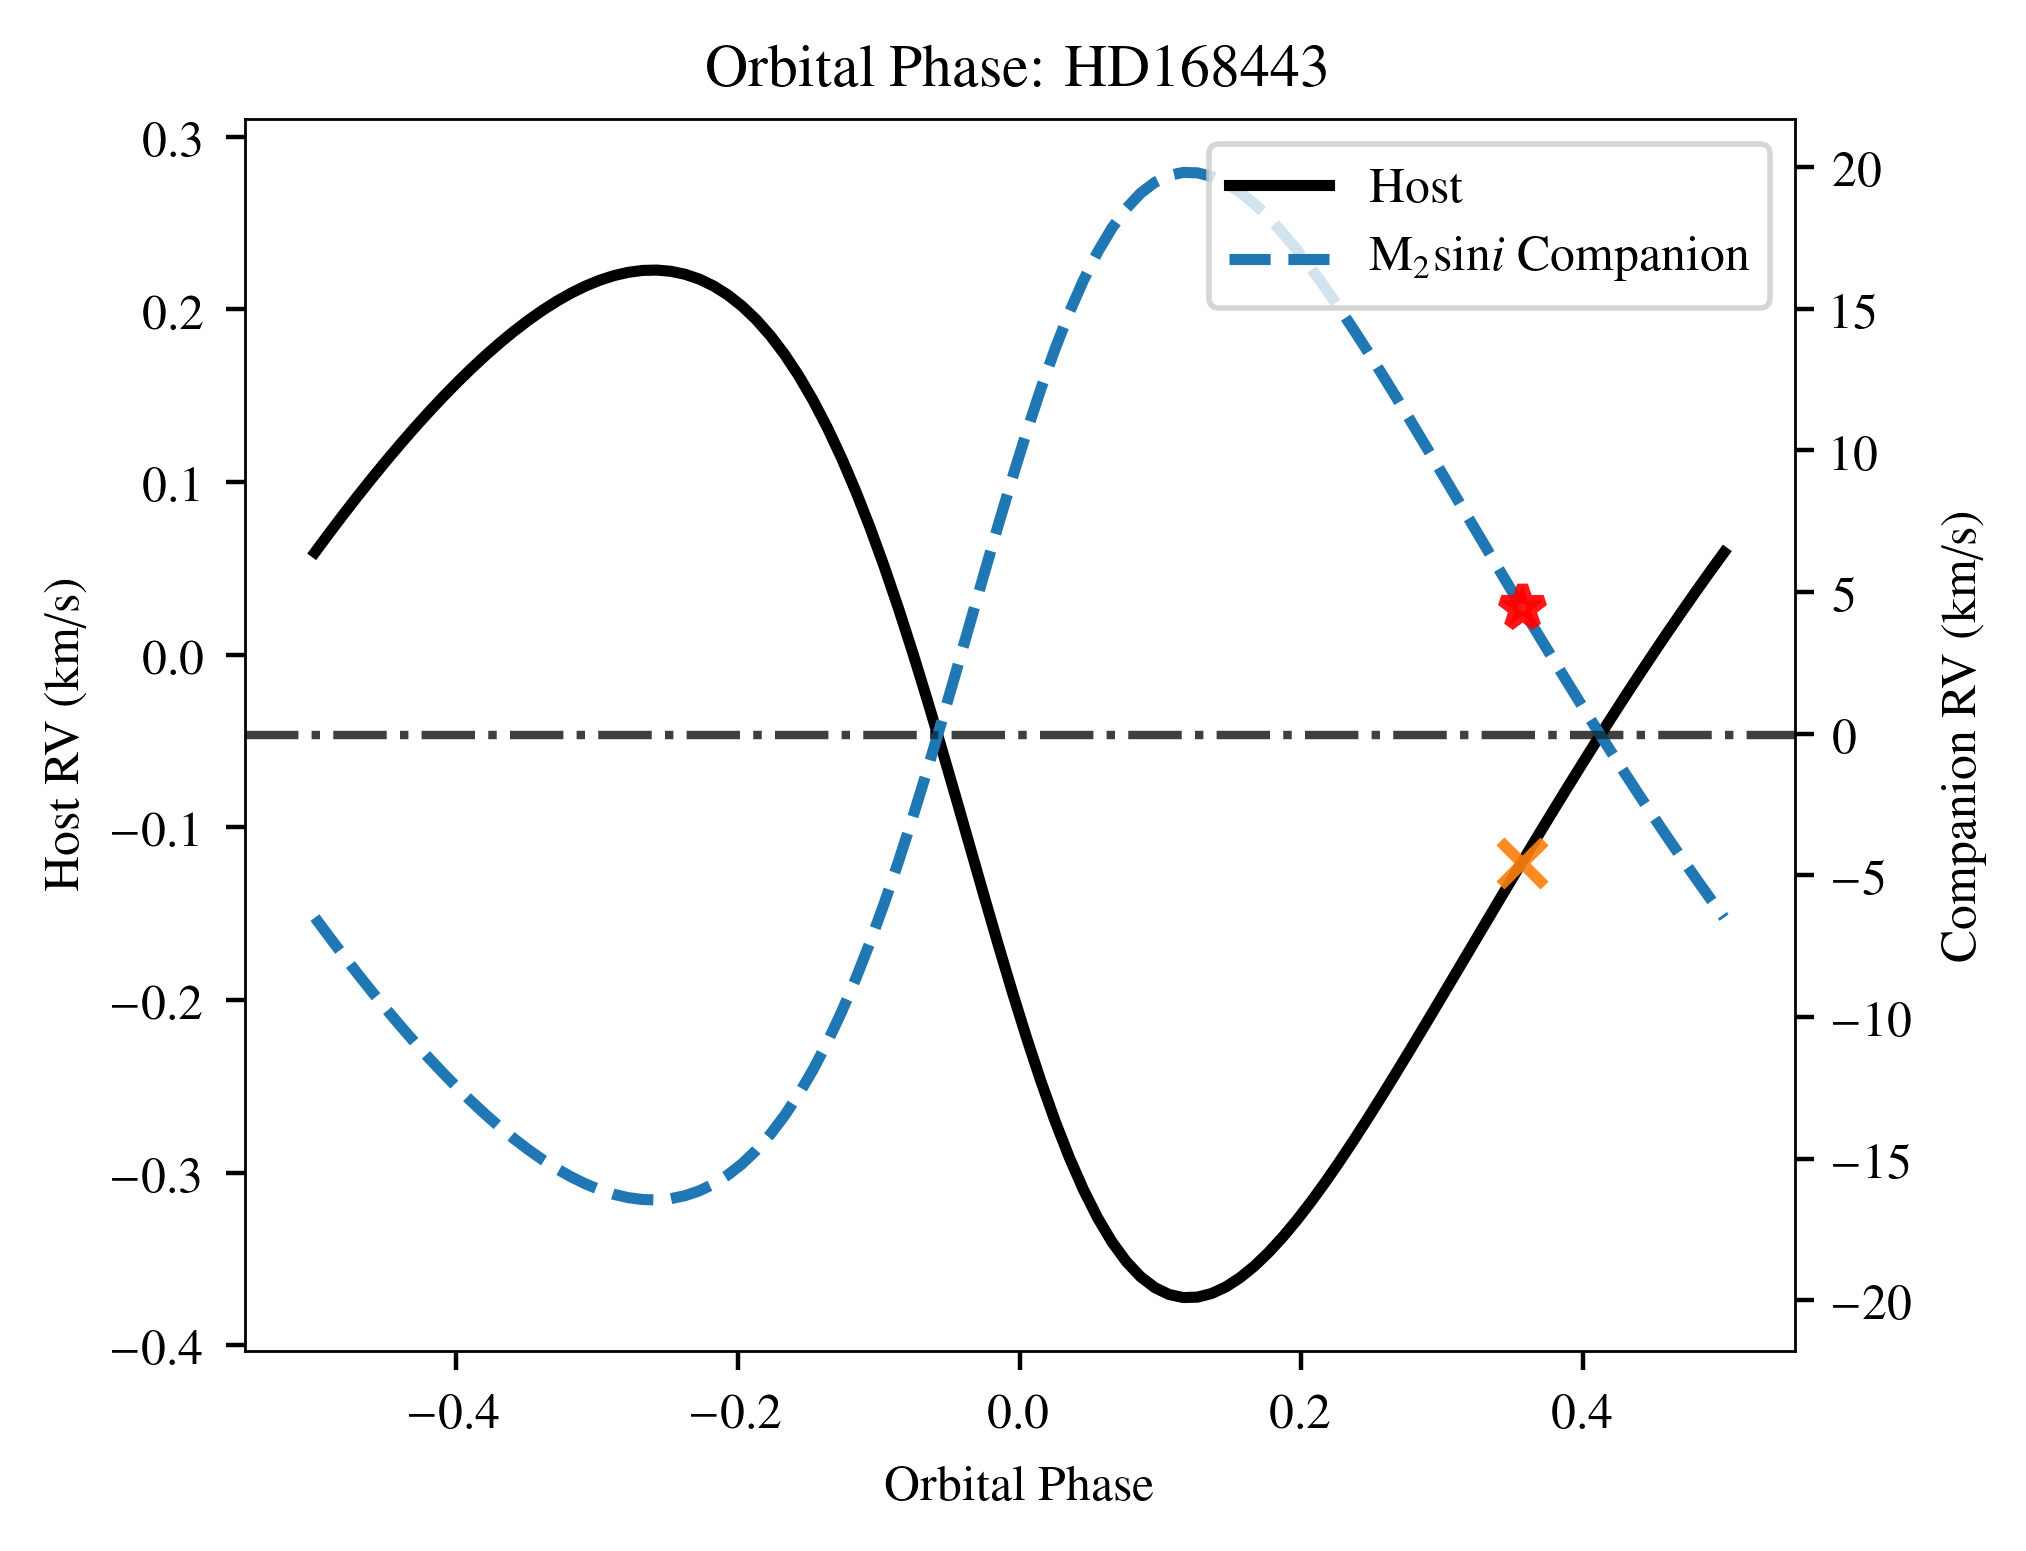 Orbital Phase: HD168443
Host
M₂sini Companion
Host RV (km/s)
0.3
0.2
0.1
0.0
−0.1
−0.2
−0.3
−0.4
20
15
10
5
0
−5
−10
−15
−20
Companion RV (km/s)
−0.4 −0.2 0.0 0.2 0.4
Orbital Phase